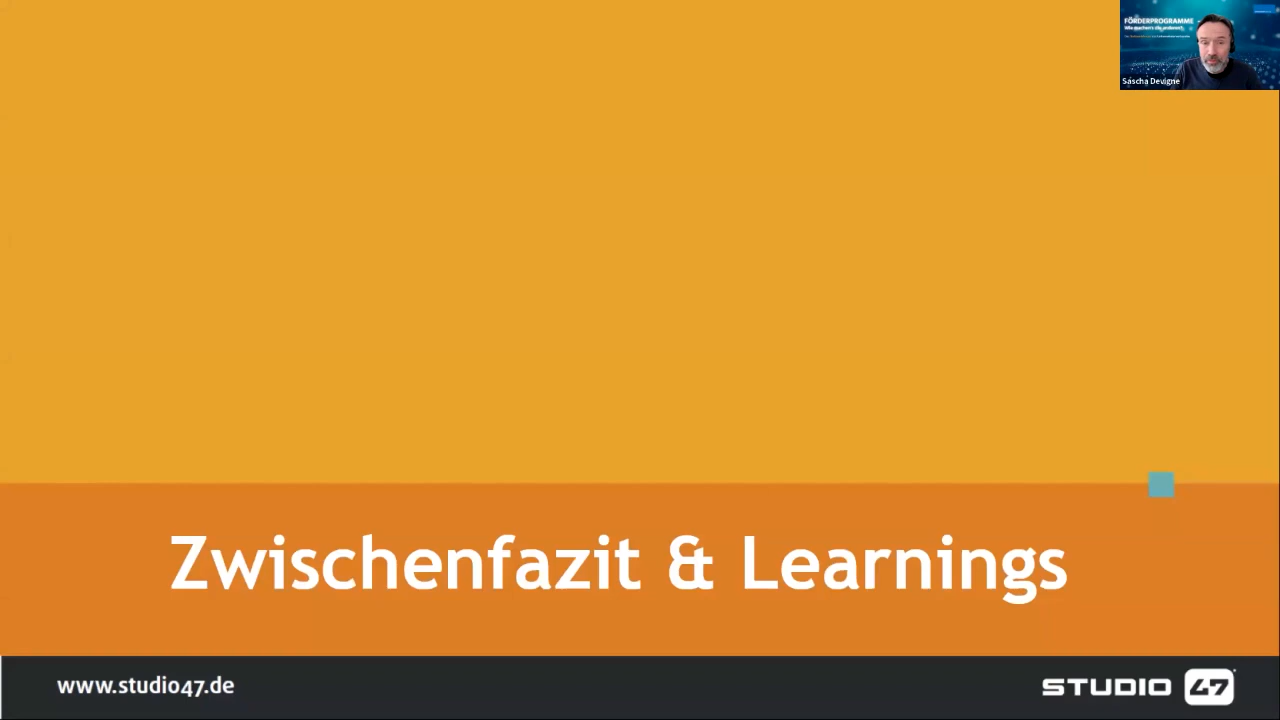 FÖRDERPROGRAMME
Sascha Devigne
Zwischenfazit & Learnings
www.studio47.de
STUDIO 47